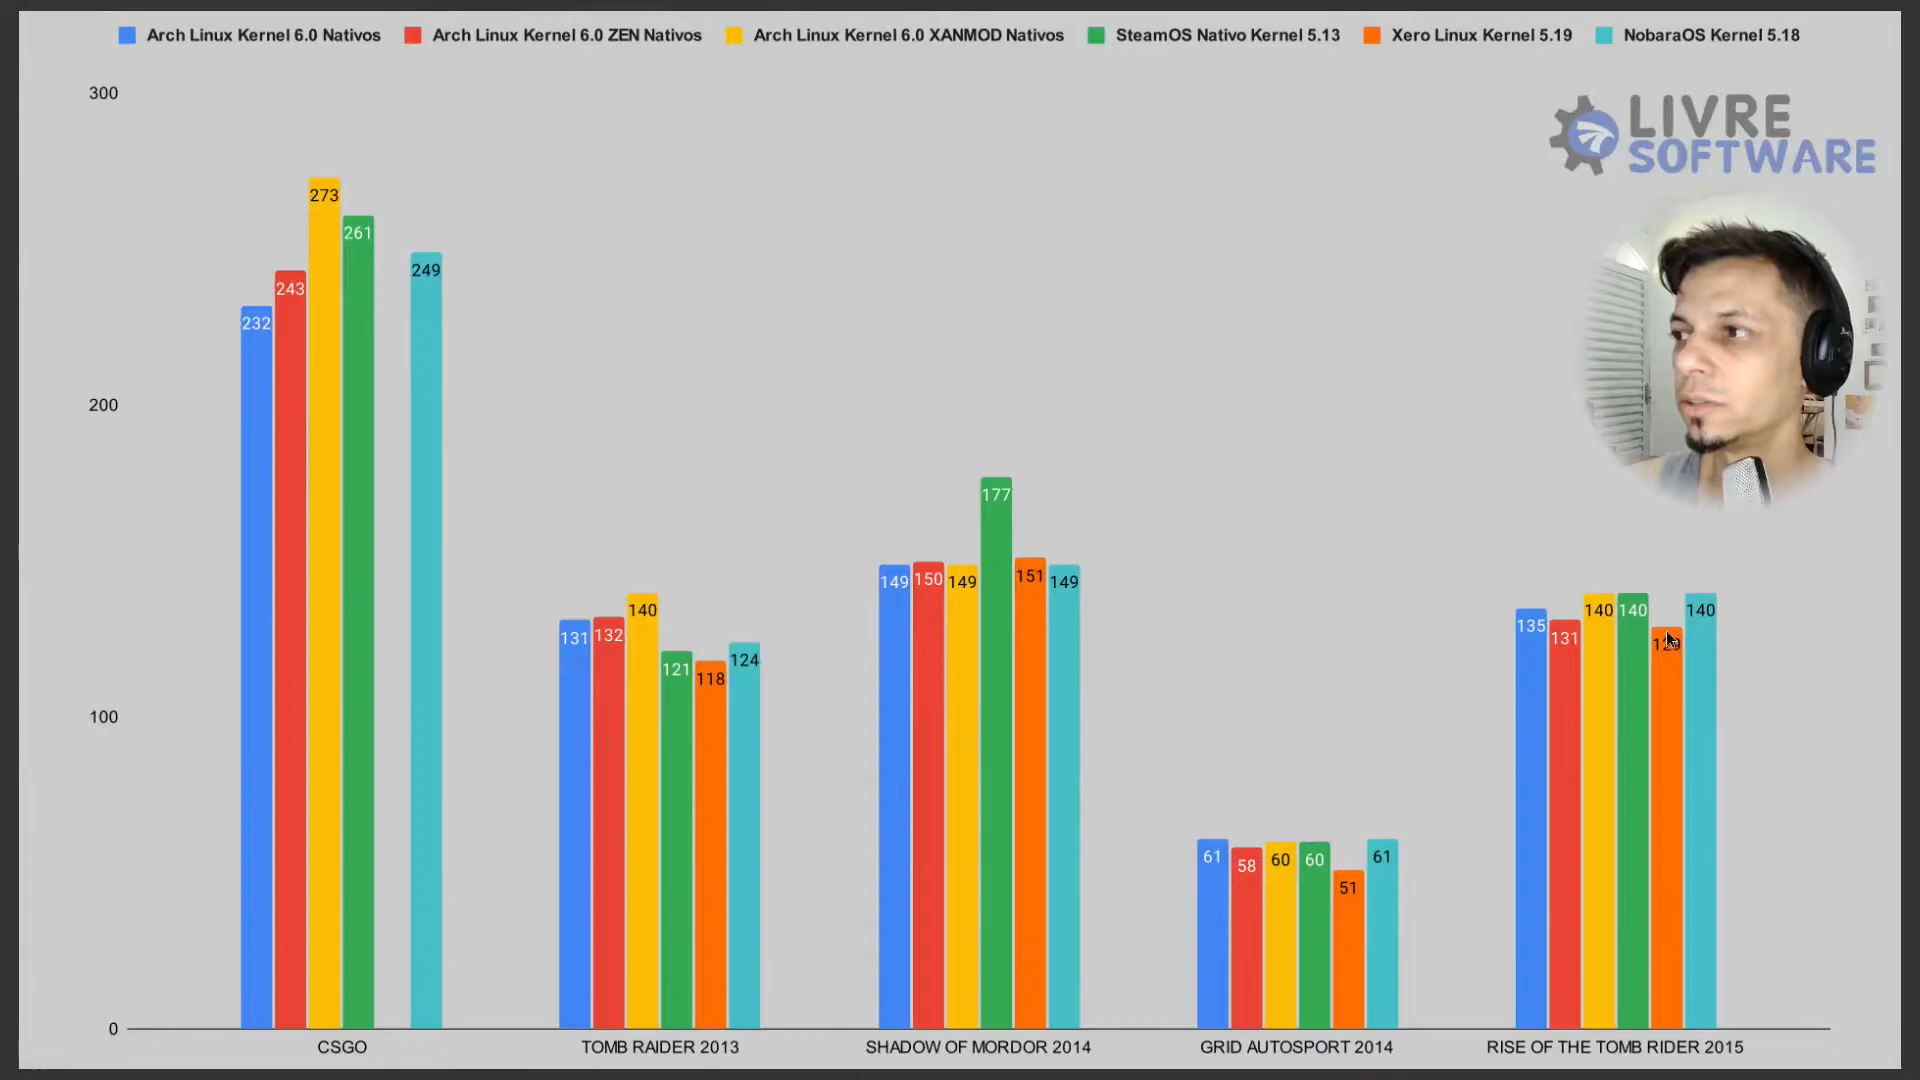 Arch Linux Kernel 6.0 Nativos Arch Linux Kernel 6.0 ZEN Nativos Arch Linux Kernel 6.0 XANMOD Nativos SteamOS Nativo Kernel 5.13 Xero Linux Kernel 5.19 NobaraOS Kernel 5.18
300
LIVRE
SOFTWARE
273
261
249
243
232
200
177
149 150 149 151 149
140
131 132 121 118 124
135 131 140 140 129 140
100
61 58 60 60 51 61
0
CSGO TOMB RAIDER 2013 SHADOW OF MORDOR 2014 GRID AUTOSPORT 2014 RISE OF THE TOMB RIDER 2015